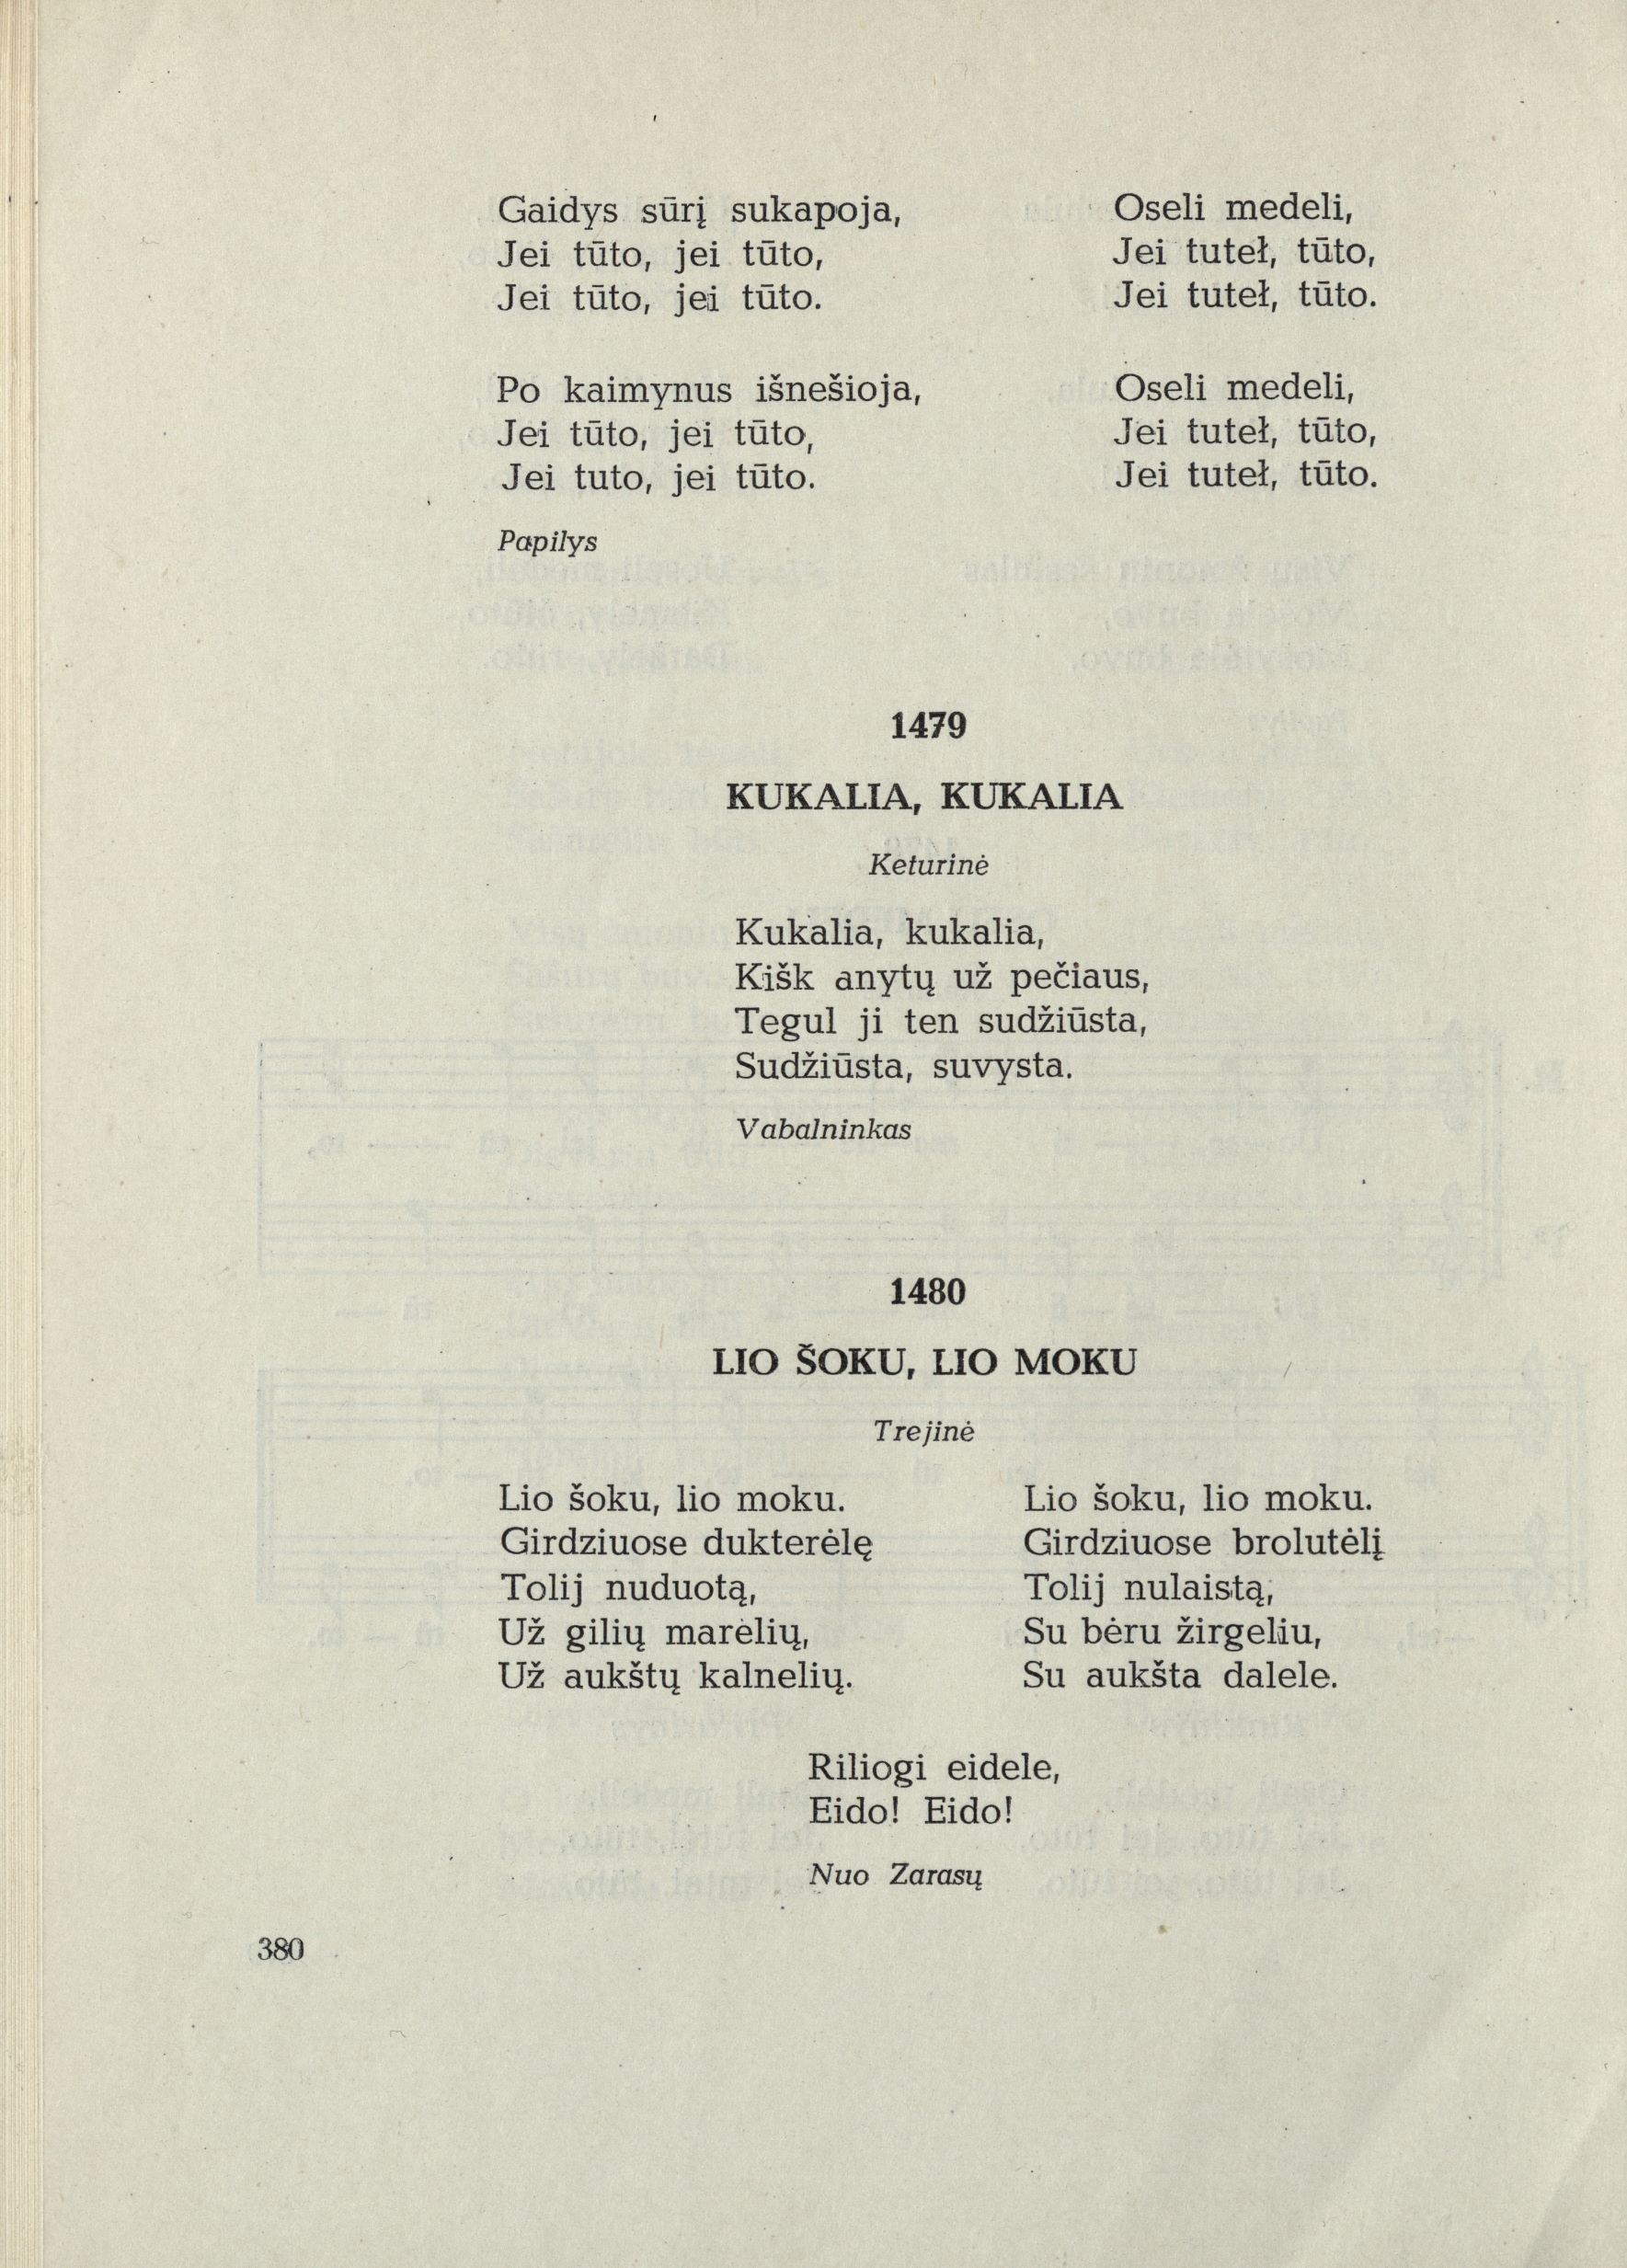 Gaidys sūrį sukapoja,
Jei tūto, jei tūto,
Jei tūto, jei tūto.
Oseli medeli,
Jei tuteł, tūto,
Jei tuteł, tūto.
Po kaimynus išnešioja,
Jei tūto, jei tūto,
Jei tuto, jei tūto.
Oseli medeli,
Jei tuteł, tūto,
Jei tuteł, tūto.
Papilys
1479
KUKALIA, KUKALIA
Keturinė
Kukalia, kukalia,
Kišk anytų už pečiaus,
Tegul ji ten sudžiūsta,
Sudžiūsta, suvysta.
Vabalninkas
1480
LIO ŠOKU, LIO MOKU
Trejinė
Lio šoku, lio moku.
Girdziuose dukterėlę
Tolij nuduotą,
Už gilių marėlių,
Už aukštų kalnelių.
Lio šoku, lio moku.
Girdziuose brolutėlį
Tolij nulaistą,
Su bėru žirgeliu,
Su aukšta dalele.
Riliogi eidele,
Eido! Eido!
Nuo Zarasų
380